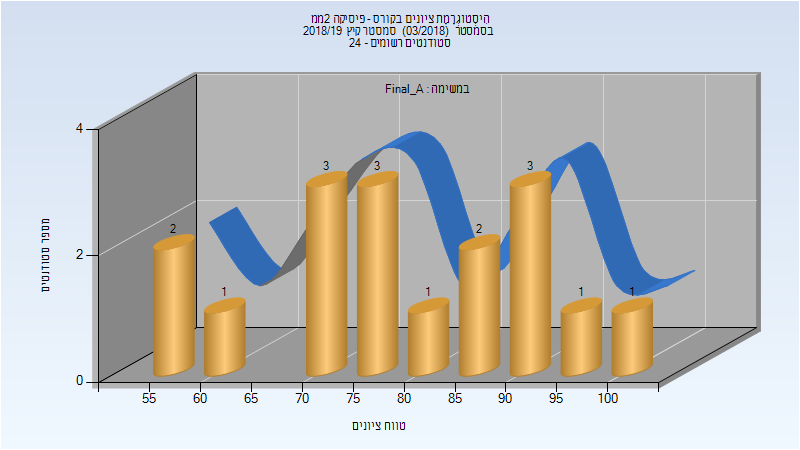 היסטוגרמת ציונים בקורס - פיסיקה 2ממ
בסמסטר (03/2018) סמסטר קיץ 2018/19
סטודנטים רשומים - 24
במשימה : Final_A
מספר סטודנטים
4
2
0
2
1
3
3
1
2
3
1
1
55 60 65 70 75 80 85 90 95 100
טווח ציונים